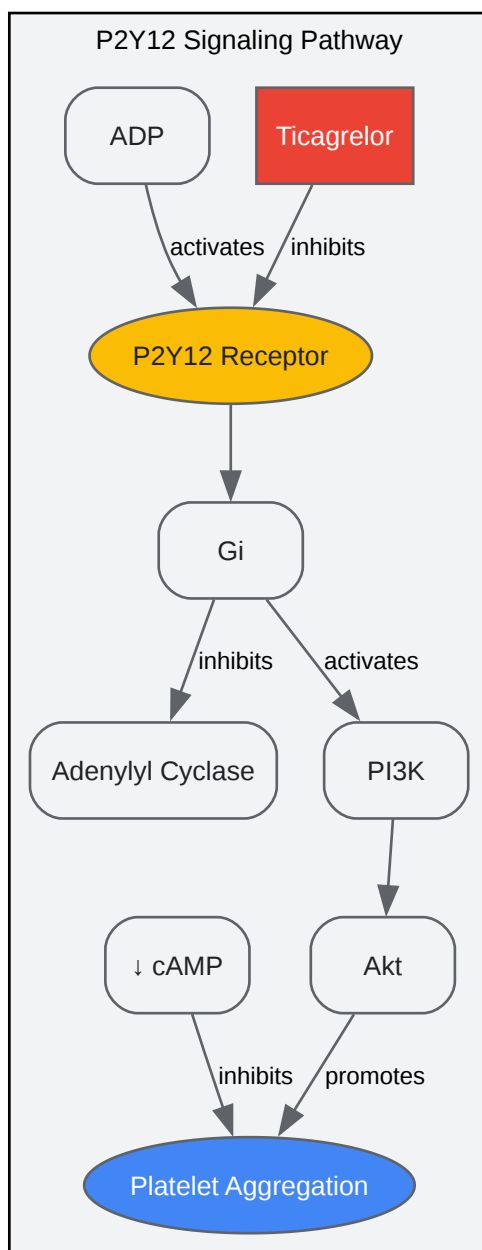 P2Y12 Signaling Pathway
ADP
Ticagrelor
activates
inhibits
P2Y12 Receptor
Gi
inhibits
activates
Adenylyl Cyclase
PI3K
↓ cAMP
Akt
inhibits
promotes
Platelet Aggregation